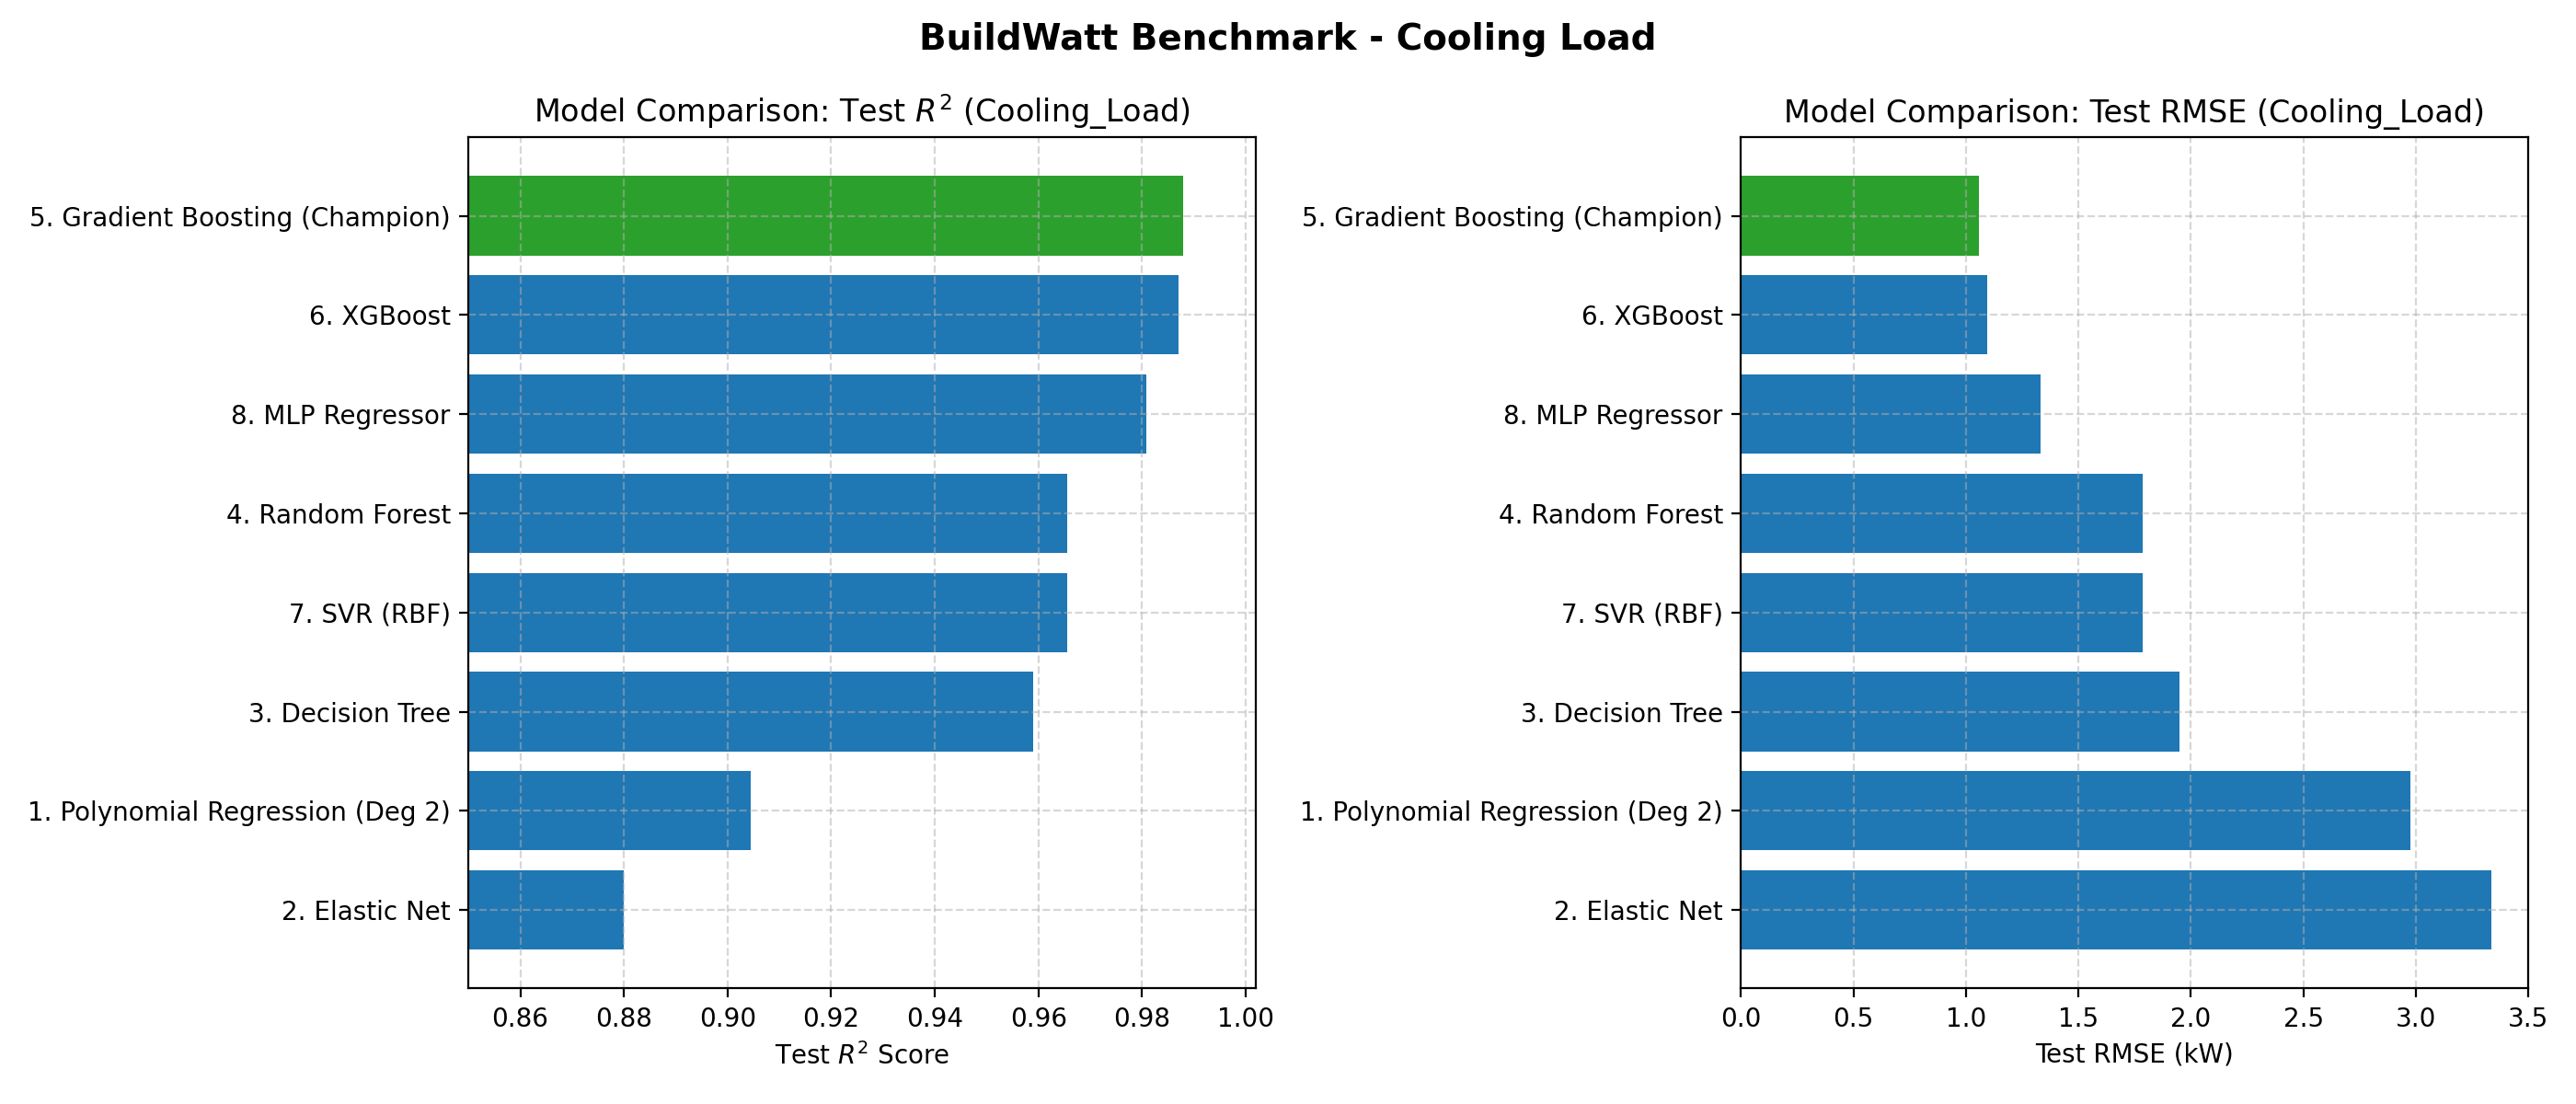 BuildWatt Benchmark - Cooling Load
Model Comparison: Test R² (Cooling_Load)
5. Gradient Boosting (Champion)
6. XGBoost
8. MLP Regressor
4. Random Forest
7. SVR (RBF)
3. Decision Tree
1. Polynomial Regression (Deg 2)
2. Elastic Net
0.86 0.88 0.90 0.92 0.94 0.96 0.98 1.00
Test R² Score
Model Comparison: Test RMSE (Cooling_Load)
5. Gradient Boosting (Champion)
6. XGBoost
8. MLP Regressor
4. Random Forest
7. SVR (RBF)
3. Decision Tree
1. Polynomial Regression (Deg 2)
2. Elastic Net
0.0 0.5 1.0 1.5 2.0 2.5 3.0 3.5
Test RMSE (kW)